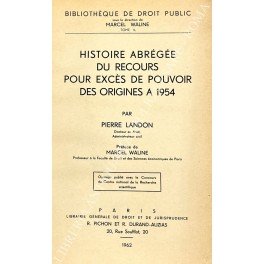 BIBLIOTHÈQUE DE DROIT PUBLIC
sous la direction de
MARCEL WALINE
TOME
HISTOIRE ABRÉGÉE
DU RECOURS
POUR EXCÈS DE POUVOIR
DES ORIGINES A 1954
PAR
PIERRE LANDON
Docteur en Droit
Administrateur civil
Préface de
MARCEL WALINE
Professeur à la Faculté de Droit et des Sciences économiques de Paris
Ouvrage publié avec le Concours
du Centre national de la Recherche
scientifique
PARIS
LIBRAIRIE GÉNÉRALE DE DROIT ET DE JURISPRUDENCE
R. PICHON ET R. DURAND-AUZIAS
20, Rue Soufflot, 20
1962